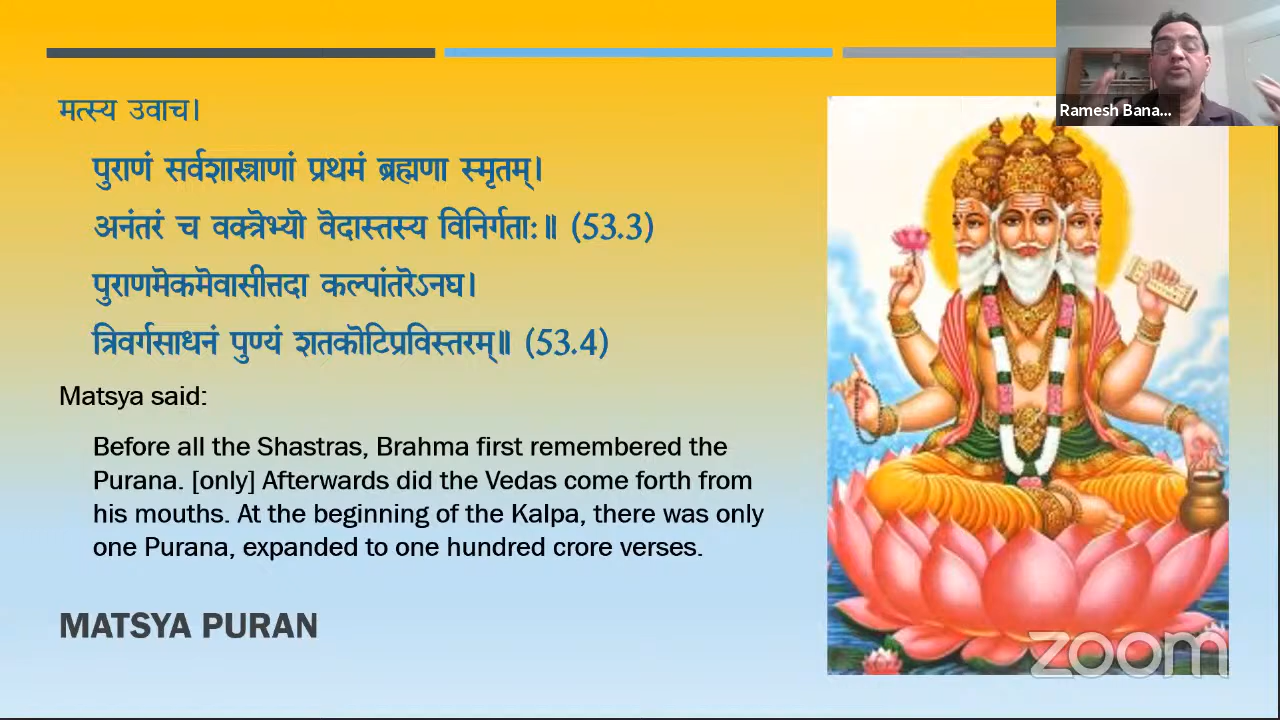 मत्स्य उवाच।
पुराणं सर्वशास्त्राणां प्रथमं ब्रह्मणा स्मृतम्।
अनंतरं च वक्त्रॆभ्यॊ वॆदास्तस्य विनिर्गताः॥ (53.3)
पुराणमॆकमॆवासीत्तदा कल्पांतरॆऽनघ।
त्रिवर्गसाधनं पुण्यं शतकॊटिप्रविस्तरम्॥ (53.4)
Matsya said:
Before all the Shastras, Brahma first remembered the
Purana. [only] Afterwards did the Vedas come forth from
his mouths. At the beginning of the Kalpa, there was only
one Purana, expanded to one hundred crore verses.
MATSYA PURAN
Ramesh Bana...
zoom